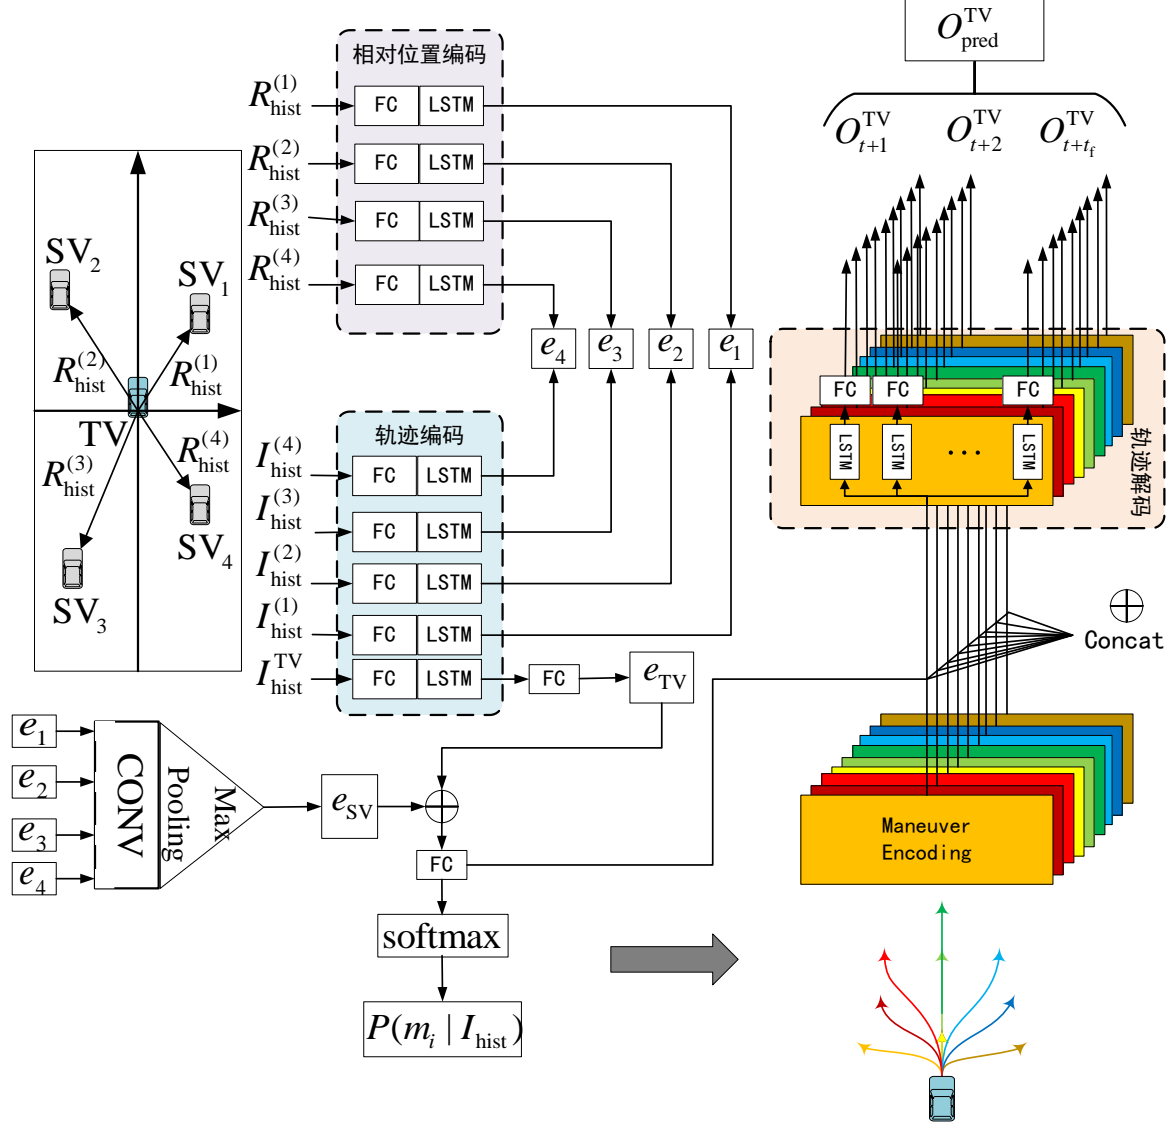 相对位置编码
R_hist^(1)
FC LSTM
R_hist^(2)
FC LSTM
R_hist^(3)
FC LSTM
R_hist^(4)
FC LSTM
SV_2
SV_1
R_hist^(2)
R_hist^(1)
TV
R_hist^(3)
R_hist^(4)
SV_4
SV_3
e_4
e_3
e_2
e_1
轨迹编码
I_hist^(4)
FC LSTM
I_hist^(3)
FC LSTM
I_hist^(2)
FC LSTM
I_hist^(1)
FC LSTM
I_hist^TV
FC LSTM
FC
e_TV
e_1
e_2
e_3
e_4
CONV
Pooling
Max
e_SV
⊕
FC
softmax
P(m_i | I_hist)
O_pred^TV
O_{t+1}^TV
O_{t+2}^TV
O_{t+t_f}^TV
FC
FC
FC
LSTM
LSTM
···
LSTM
轨迹解码
⊕
Concat
Maneuver
Encoding